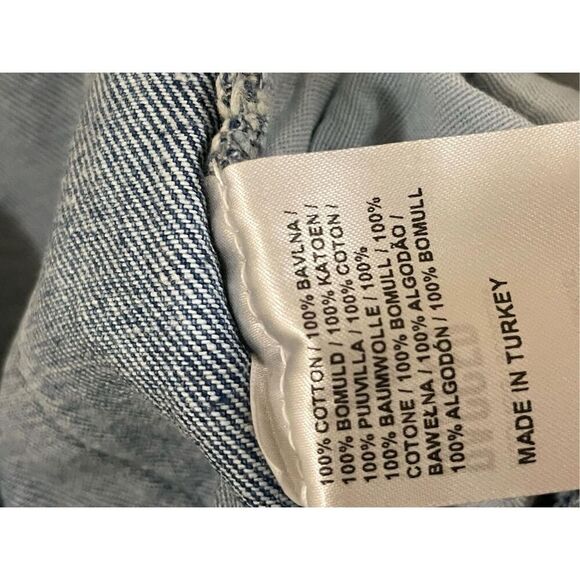 100% COTTON / 100% BAVLNA /
100% BOMULD / 100% KATOEN /
100% PUUVILLA / 100% COTON /
100% BAUMWOLLE / 100%
COTONE / 100% BOMULL / 100%
BAWEŁNA / 100% ALGODÃO /
100% ALGODÓN / 100% BOMULL
MADE IN TURKEY